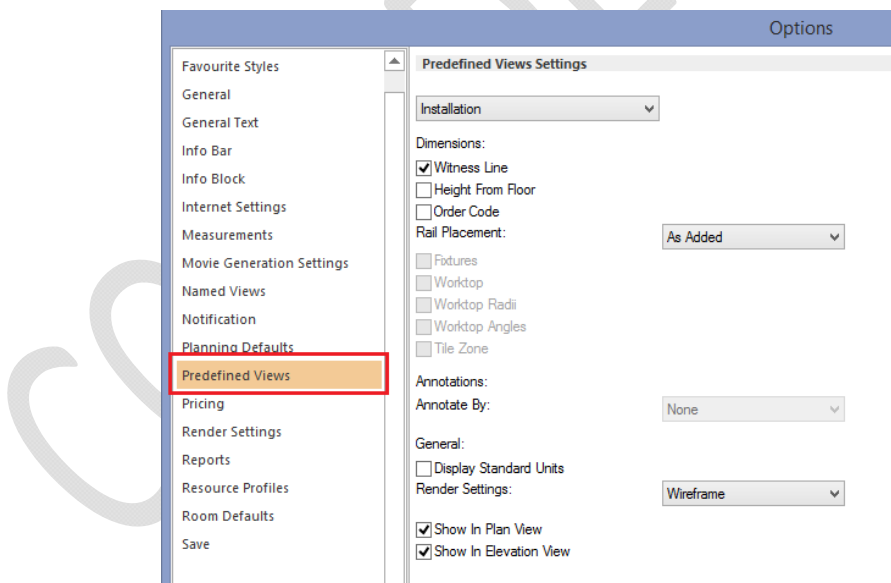 Options
Favourite Styles
General
General Text
Info Bar
Info Block
Internet Settings
Measurements
Movie Generation Settings
Named Views
Notification
Planning Defaults
Predefined Views
Pricing
Render Settings
Reports
Resource Profiles
Room Defaults
Save
Predefined Views Settings
Installation
Dimensions:
Witness Line
Height From Floor
Order Code
Rail Placement: As Added
Fixtures
Worktop
Worktop Radii
Worktop Angles
Tile Zone
Annotations:
Annotate By: None
General:
Display Standard Units
Render Settings: Wireframe
Show In Plan View
Show In Elevation View